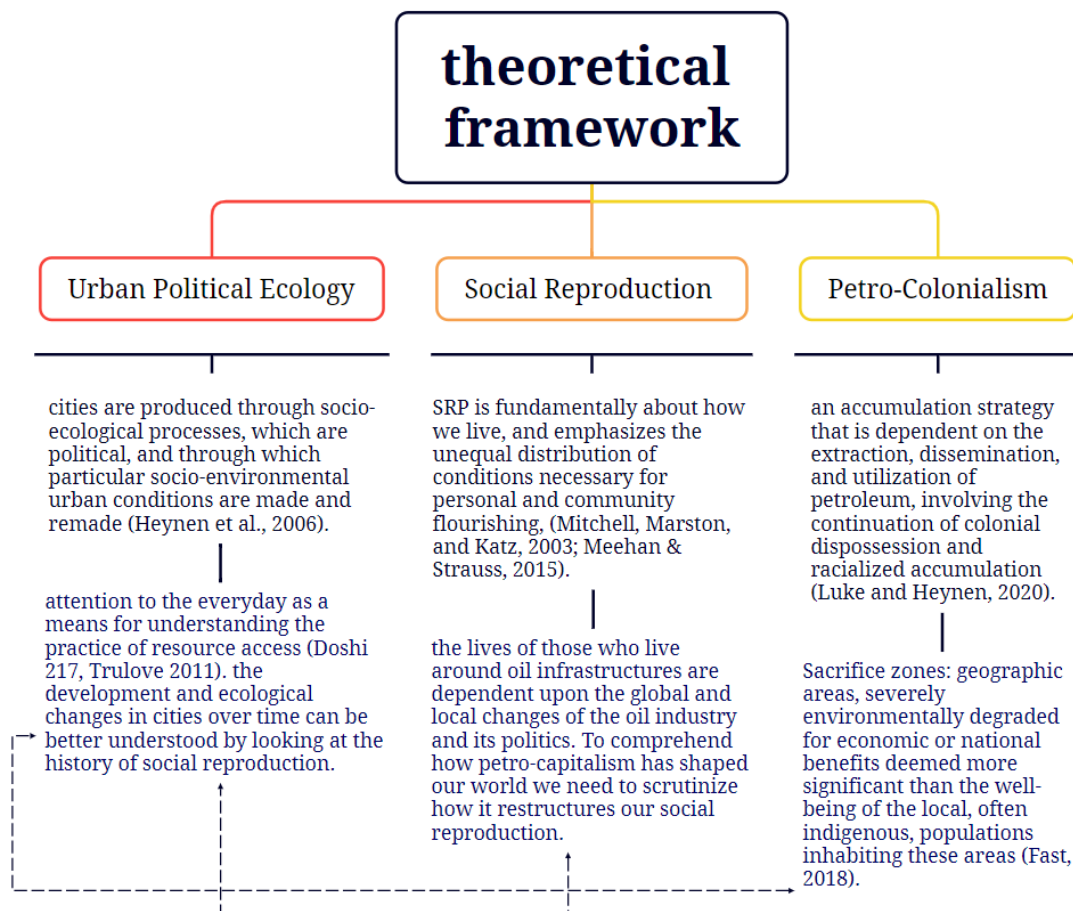 theoretical
framework
Urban Political Ecology
cities are produced through socio-
ecological processes, which are
political, and through which
particular socio-environmental
urban conditions are made and
remade (Heynen et al., 2006).
attention to the everyday as a
means for understanding the
practice of resource access (Doshi
217, Trulove 2011). the
development and ecological
changes in cities over time can be
better understood by looking at the
history of social reproduction.
Social Reproduction
SRP is fundamentally about how
we live, and emphasizes the
unequal distribution of
conditions necessary for
personal and community
flourishing, (Mitchell, Marston,
and Katz, 2003; Meehan &
Strauss, 2015).
the lives of those who live
around oil infrastructures are
dependent upon the global and
local changes of the oil industry
and its politics. To comprehend
how petro-capitalism has shaped
our world we need to scrutinize
how it restructures our social
reproduction.
Petro-Colonialism
an accumulation strategy
that is dependent on the
extraction, dissemination,
and utilization of
petroleum, involving the
continuation of colonial
dispossession and
racialized accumulation
(Luke and Heynen, 2020).
Sacrifice zones: geographic
areas, severely
environmentally degraded
for economic or national
benefits deemed more
significant than the well-
being of the local, often
indigenous, populations
inhabiting these areas (Fast,
2018).